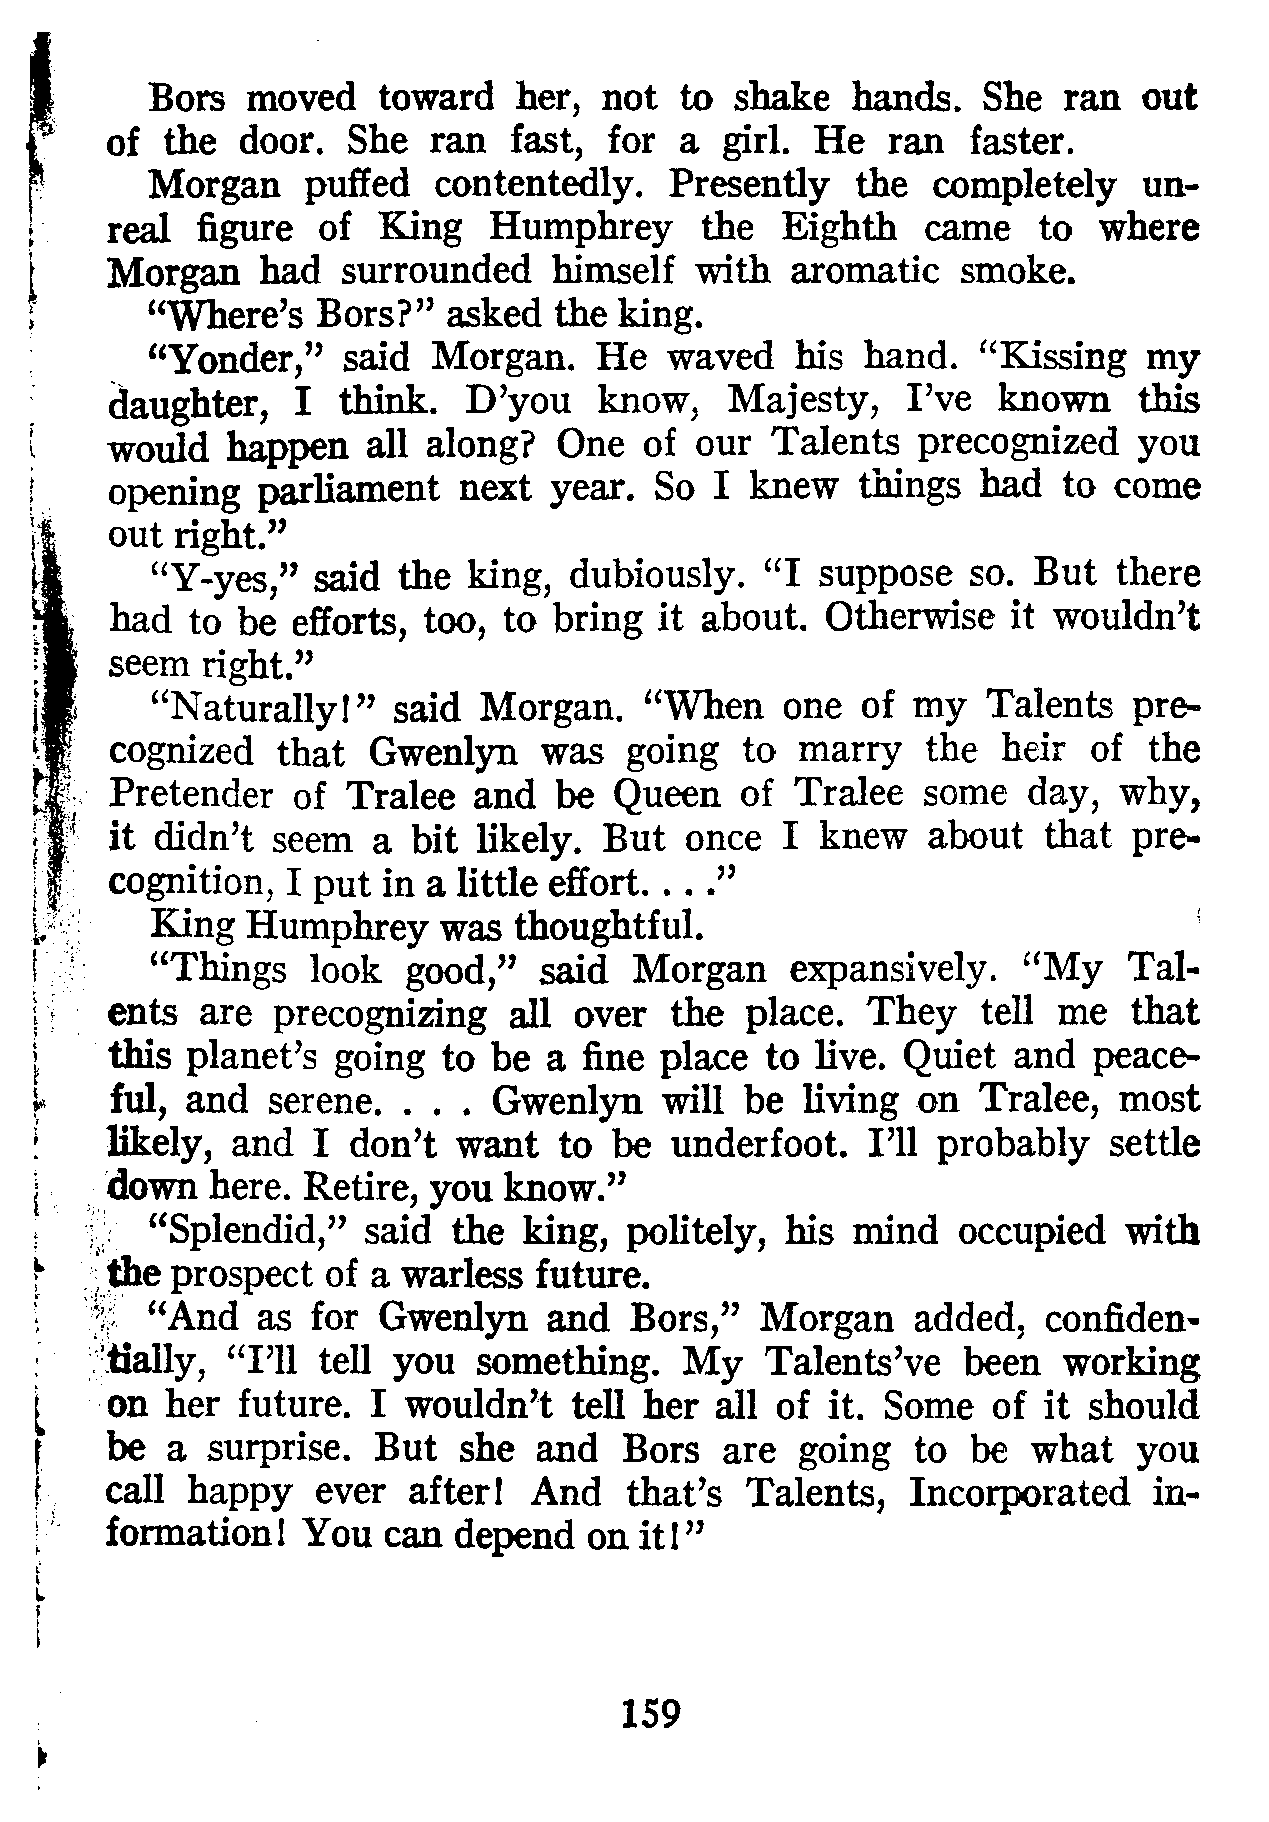 Bors moved toward her, not to shake hands. She ran out
of the door. She ran fast, for a girl. He ran faster.
Morgan puffed contentedly. Presently the completely un-
real figure of King Humphrey the Eighth came to where
Morgan had surrounded himself with aromatic smoke.
“Where’s Bors?” asked the king.
“Yonder,” said Morgan. He waved his hand. “Kissing my
daughter, I think. D’you know, Majesty, I’ve known this
would happen all along? One of our Talents precognized you
opening parliament next year. So I knew things had to come
out right.”
“Y-yes,” said the king, dubiously. “I suppose so. But there
had to be efforts, too, to bring it about. Otherwise it wouldn’t
seem right.”
“Naturally!” said Morgan. “When one of my Talents pre-
cognized that Gwenlyn was going to marry the heir of the
Pretender of Tralee and be Queen of Tralee some day, why,
it didn’t seem a bit likely. But once I knew about that pre-
cognition, I put in a little effort. . . .”
King Humphrey was thoughtful.
“Things look good,” said Morgan expansively. “My Tal-
ents are precognizing all over the place. They tell me that
this planet’s going to be a fine place to live. Quiet and peace-
ful, and serene. . . . Gwenlyn will be living on Tralee, most
likely, and I don’t want to be underfoot. I’ll probably settle
down here. Retire, you know.”
“Splendid,” said the king, politely, his mind occupied with
the prospect of a warless future.
“And as for Gwenlyn and Bors,” Morgan added, confiden-
tially, “I’ll tell you something. My Talents’ve been working
on her future. I wouldn’t tell her all of it. Some of it should
be a surprise. But she and Bors are going to be what you
call happy ever after! And that’s Talents, Incorporated in-
formation! You can depend on it!”
159